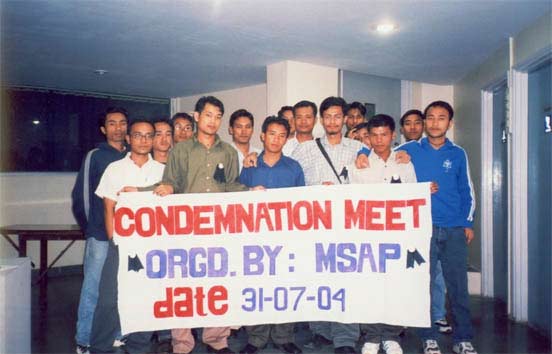 CONDEMNATION MEET
ORGD. BY: MSAP
date 31-07-04